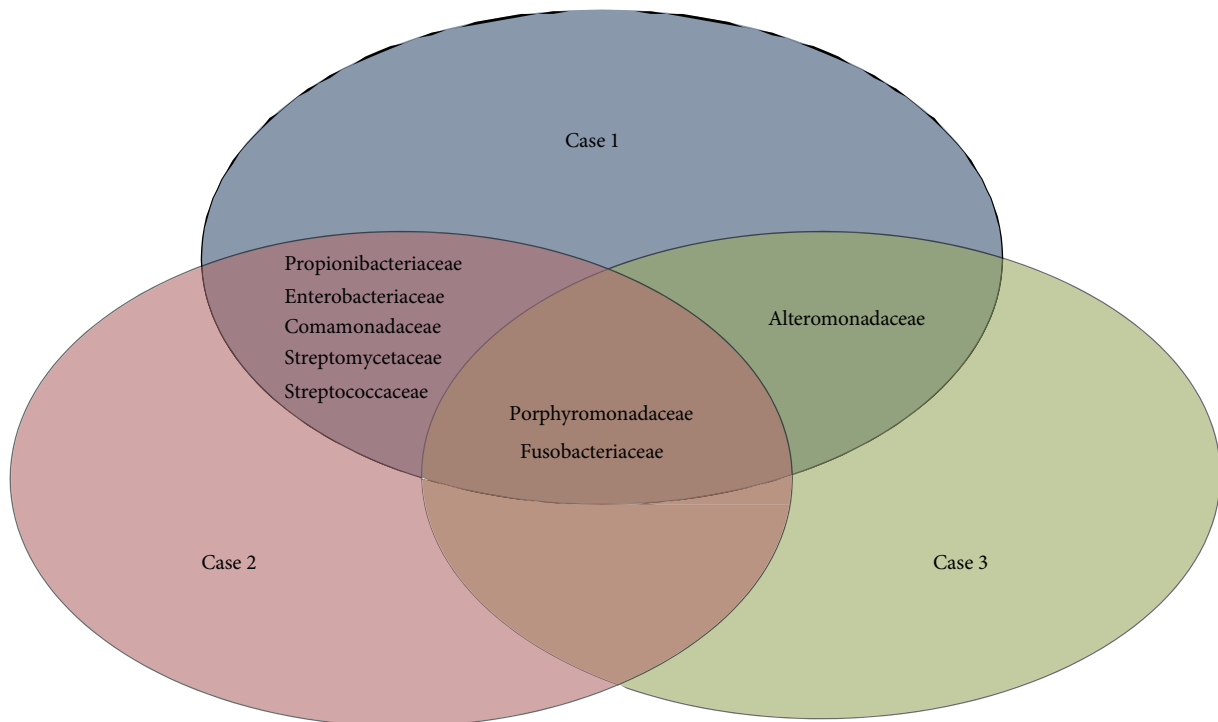 Case 1
Propionibacteriaceae
Enterobacteriaceae
Comamonadaceae
Streptomycetaceae
Streptococcaceae
Alteromonadaceae
Porphyromonadaceae
Fusobacteriaceae
Case 2
Case 3